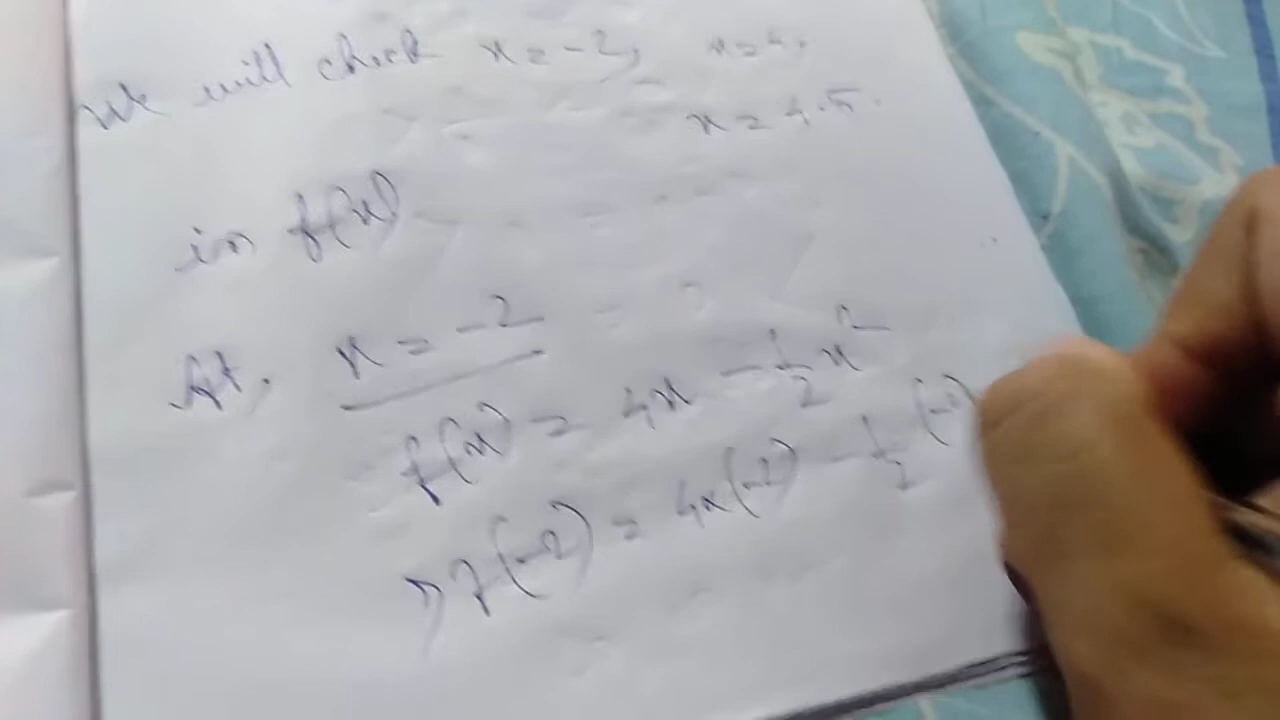 We will check x = -2, x = 4,
x = 4.5.
in f(x)
At. x = -2
f(x) = 4x - 1/2 x²
⇒ f(-2) = 4x(-2) - 1/2 (-2)